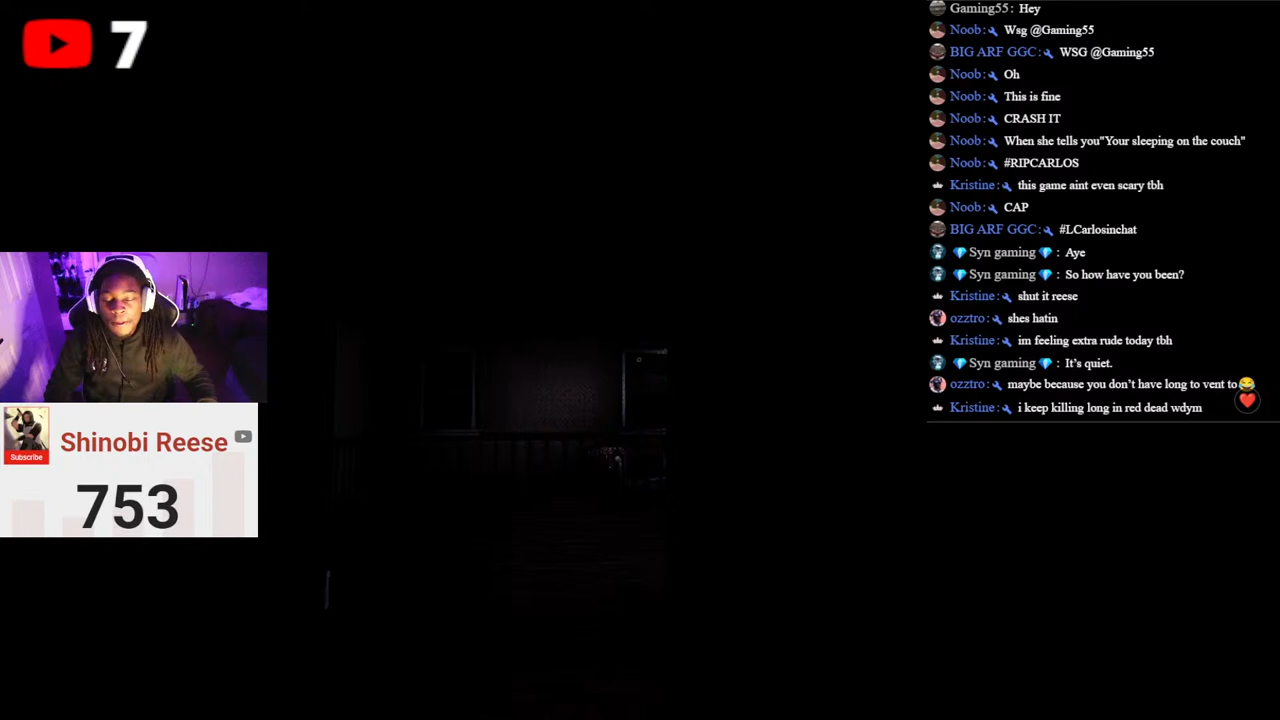 7
Gaming55: Hey
Noob: Wsg @Gaming55
BIG ARF GGC: WSG @Gaming55
Noob: Oh
Noob: This is fine
Noob: CRASH IT
Noob: When she tells you"Your sleeping on the couch"
Noob: #RIPCARLOS
Kristine: this game aint even scary tbh
Noob: CAP
BIG ARF GGC: #LCarlosinchat
💎 Syn gaming 💎 : Aye
💎 Syn gaming 💎 : So how have you been?
Kristine: shut it reese
ozztro: shes hatin
Kristine: im feeling extra rude today tbh
💎 Syn gaming 💎 : It’s quiet.
ozztro: maybe because you don’t have long to vent to😂
Kristine: i keep killing long in red dead wdym
Shinobi Reese
Subscribe
753